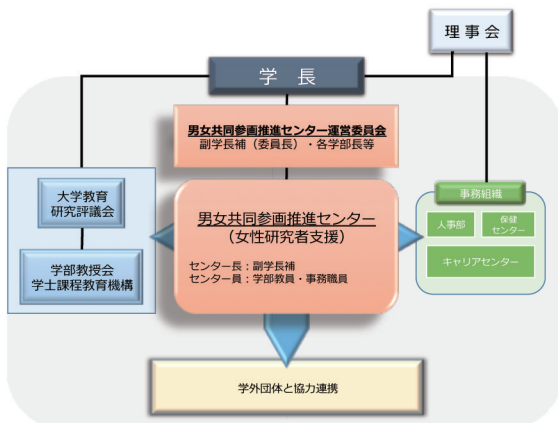 理 事 会
学　長
男女共同参画推進センター運営委員会
副学長補（委員長）・各学部長等
大学教育
研究評議会
学部教授会
学士課程教育機構
男女共同参画推進センター
（女性研究者支援）
センター長：副学長補
センター員：学部教員・事務職員
事務組織
人事部
保健
センター
キャリアセンター
学外団体と協力連携